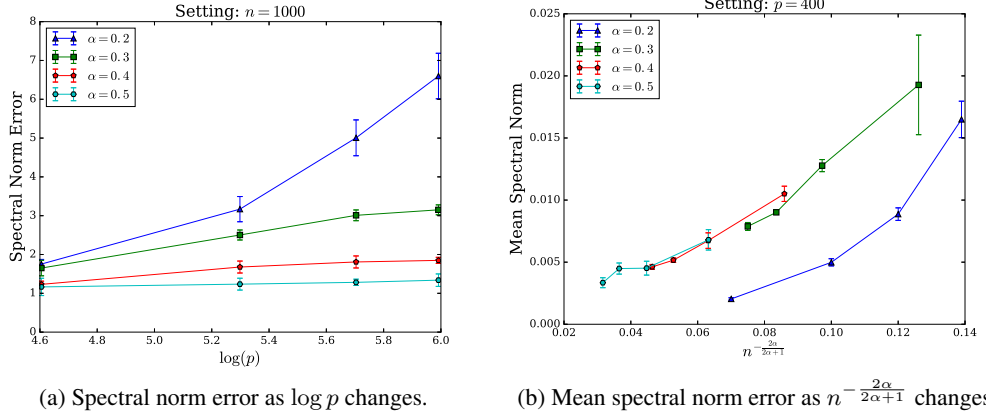 Setting: n = 1000
Spectral Norm Error
8
7
6
5
4
3
2
1
0
α = 0.2
α = 0.3
α = 0.4
α = 0.5
4.6 4.8 5.0 5.2 5.4 5.6 5.8 6.0
log(p)
(a) Spectral norm error as log p changes.
Setting: p = 400
Mean Spectral Norm
0.025
0.020
0.015
0.010
0.005
0.000
α = 0.2
α = 0.3
α = 0.4
α = 0.5
0.02 0.04 0.06 0.08 0.10 0.12 0.14
n^{-\frac{2α}{2α+1}}
(b) Mean spectral norm error as n^{-\frac{2α}{2α+1}} changes